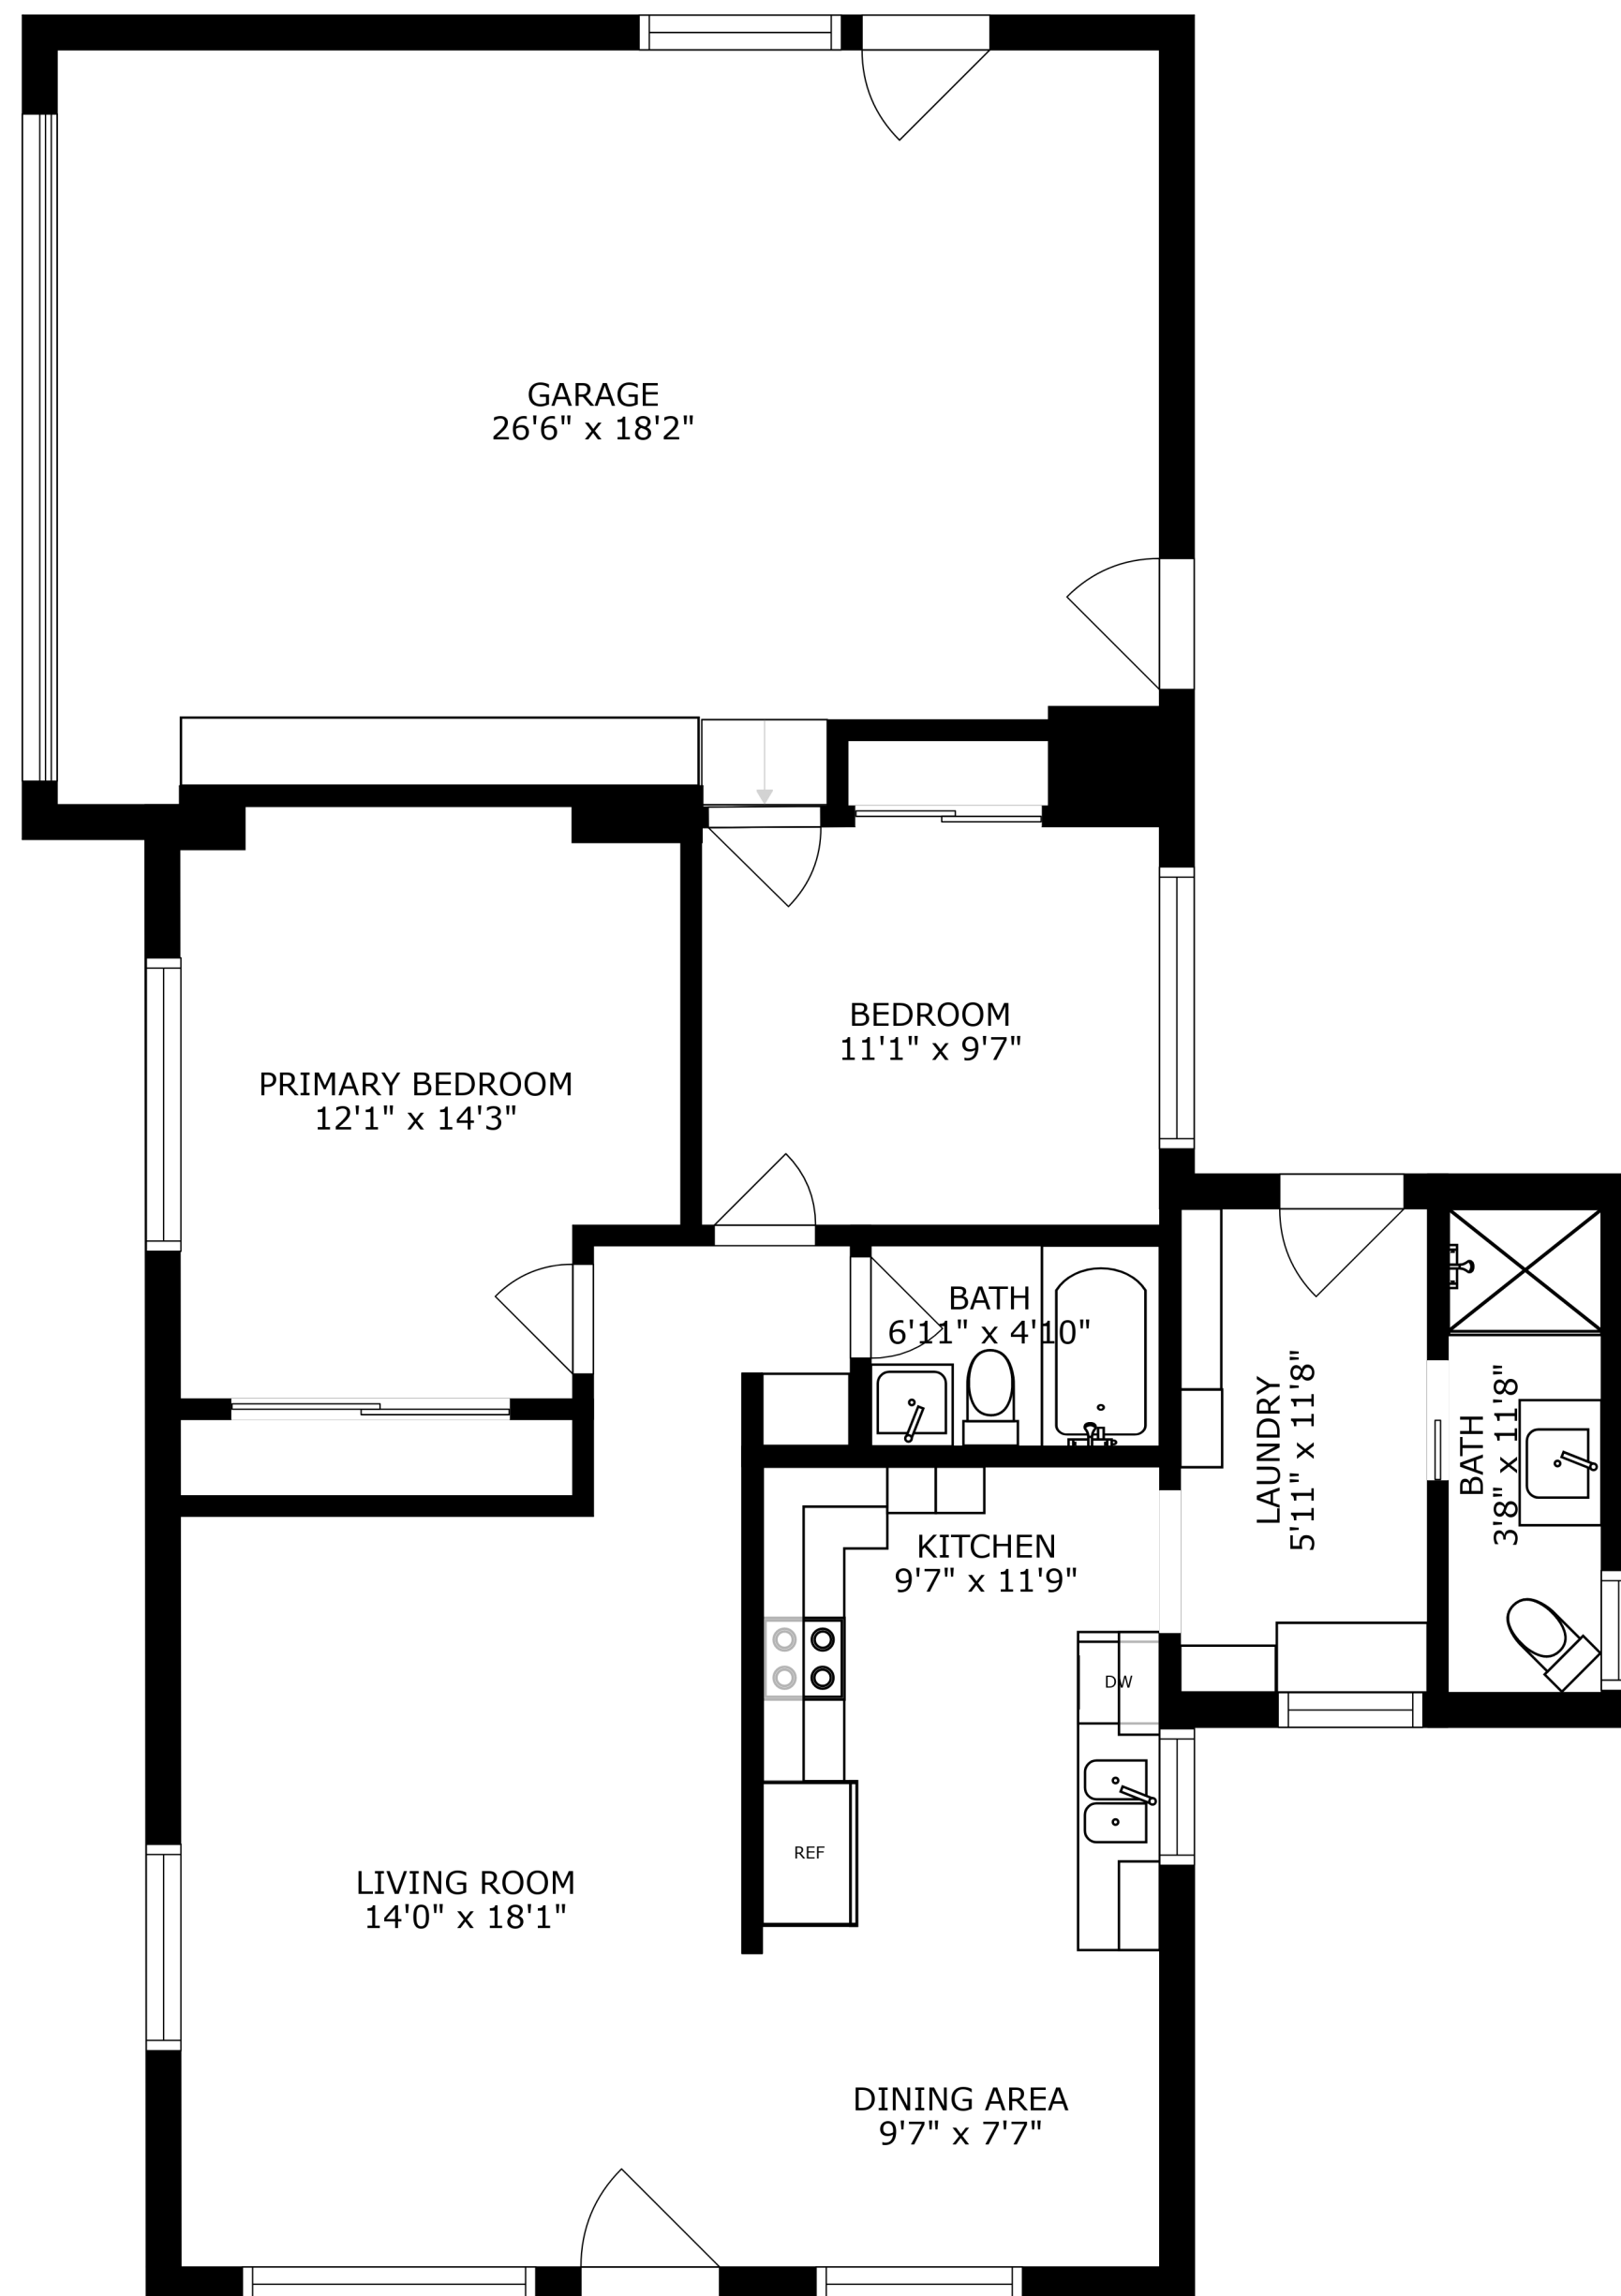 GARAGE
26'6" x 18'2"
BEDROOM
11'1" x 9'7"
PRIMARY BEDROOM
12'1" x 14'3"
BATH
6'11" x 4'10"
LAUNDRY
5'11" x 11'8"
BATH
3'8" x 11'8"
KITCHEN
9'7" x 11'9"
DW
REF
LIVING ROOM
14'0" x 18'1"
DINING AREA
9'7" x 7'7"